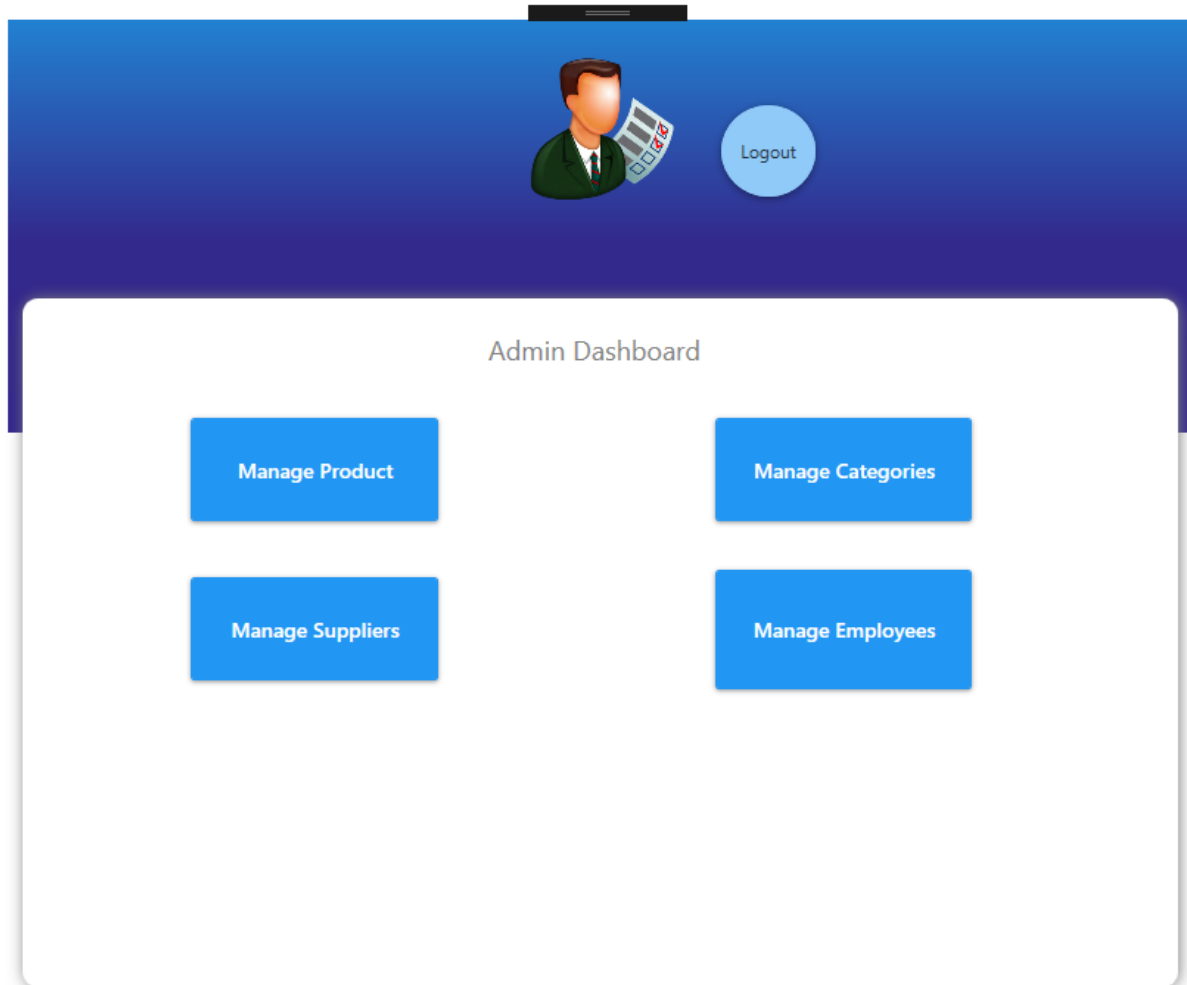 Logout
Admin Dashboard
Manage Product
Manage Categories
Manage Suppliers
Manage Employees